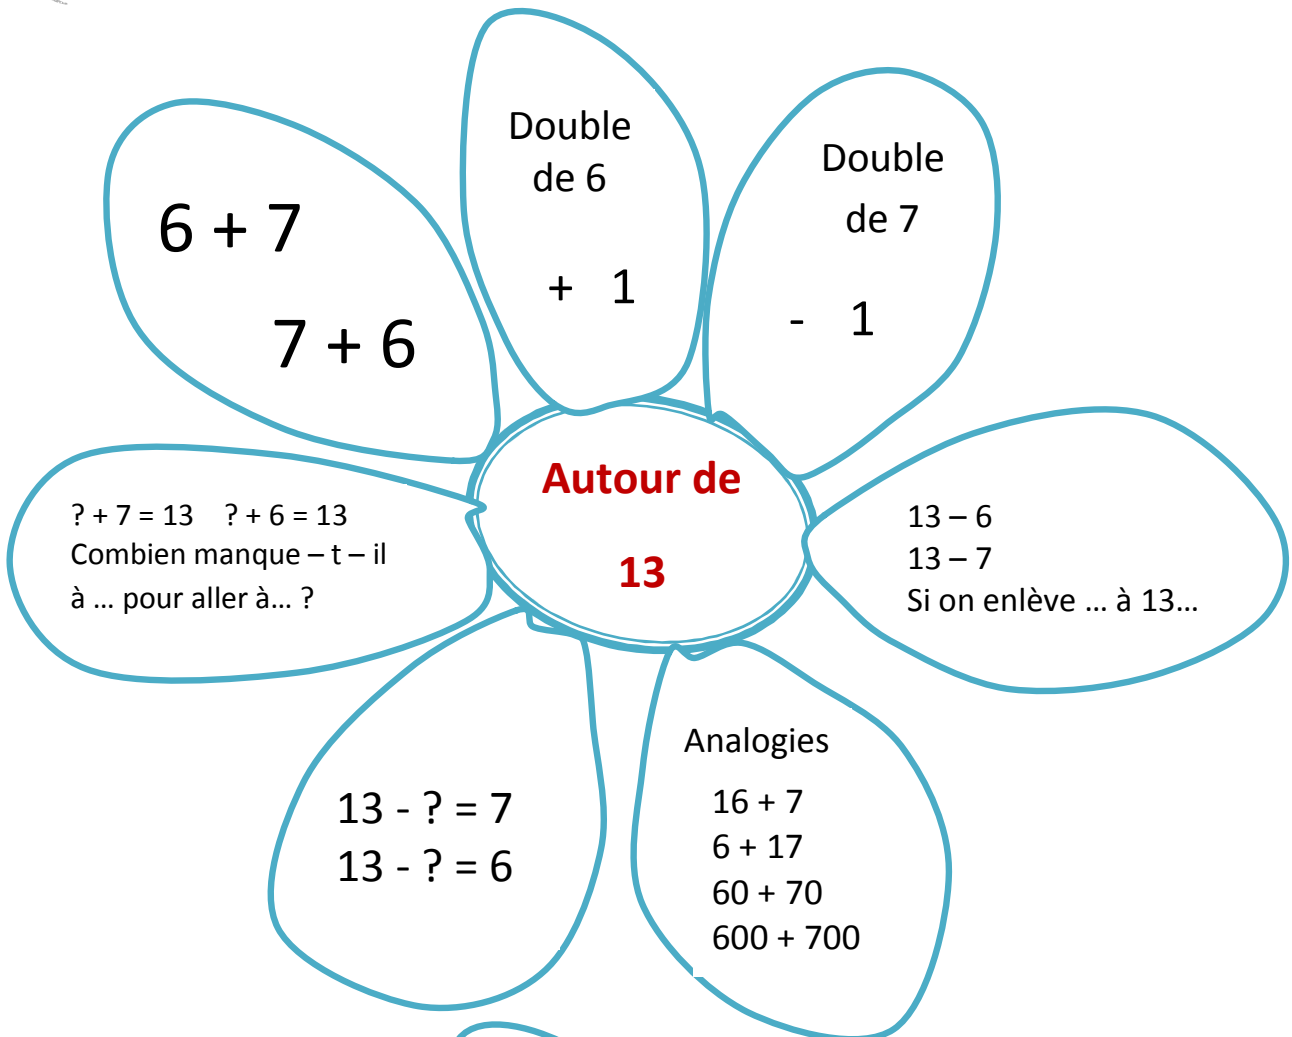 6 + 7
7 + 6
Double
de 6
+ 1
Double
de 7
- 1
Autour de
13
? + 7 = 13 ? + 6 = 13
Combien manque – t – il
à ... pour aller à... ?
13 – 6
13 – 7
Si on enlève ... à 13...
13 - ? = 7
13 - ? = 6
Analogies
16 + 7
6 + 17
60 + 70
600 + 700